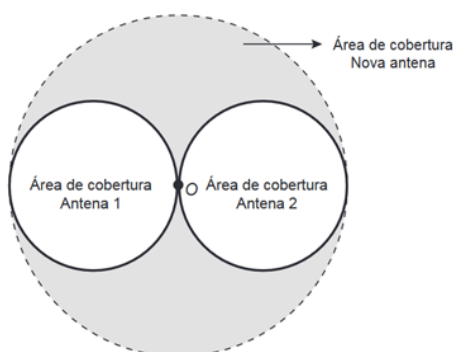 Área de cobertura
Nova antena
Área de cobertura
Antena 1
O
Área de cobertura
Antena 2